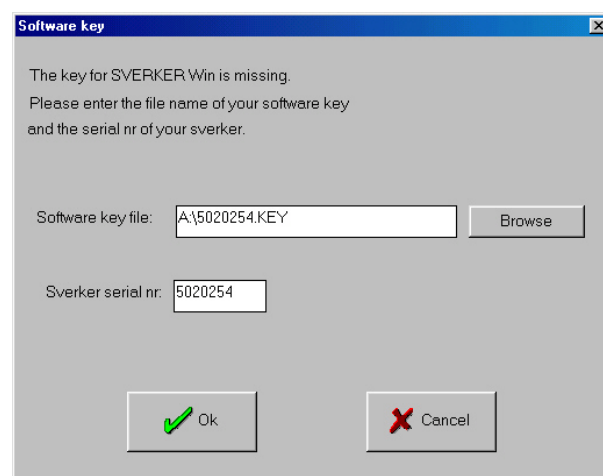 Software key
The key for SVERKER Win is missing.
Please enter the file name of your software key
and the serial nr of your sverker.
Software key file: A:\5020254.KEY Browse
Sverker serial nr: 5020254
Ok Cancel